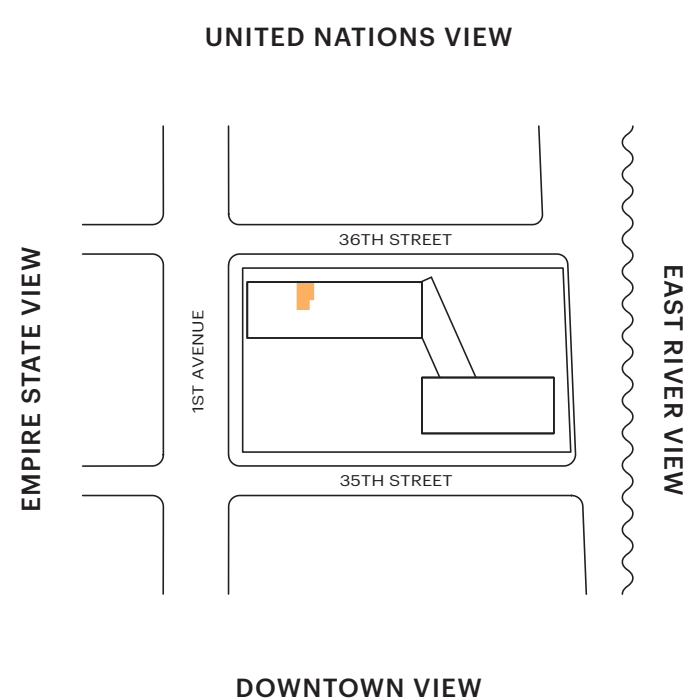 UNITED NATIONS VIEW
36TH STREET
EMPIRE STATE VIEW
1ST AVENUE
EAST RIVER VIEW
35TH STREET
DOWNTOWN VIEW